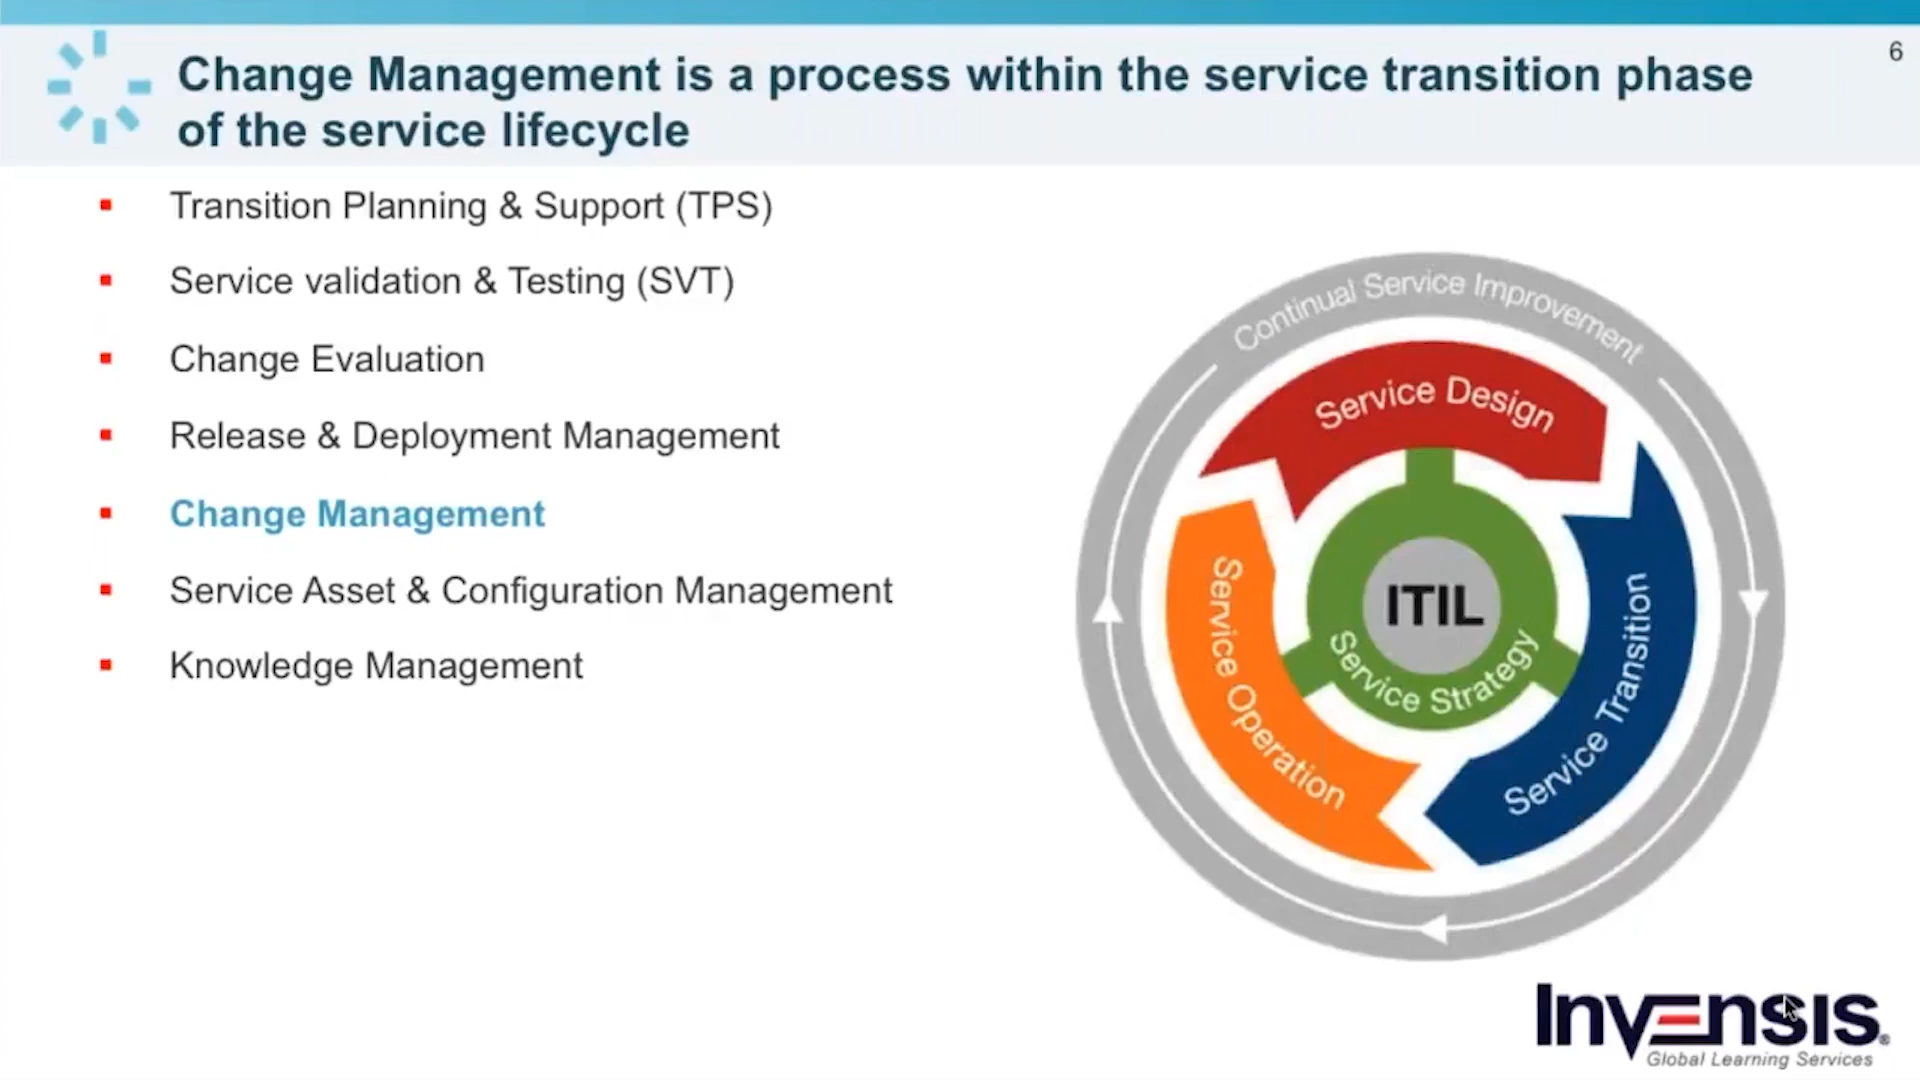 6
Change Management is a process within the service transition phase
of the service lifecycle
Transition Planning & Support (TPS)
Service validation & Testing (SVT)
Change Evaluation
Release & Deployment Management
Change Management
Service Asset & Configuration Management
Knowledge Management
Continual Service Improvement
Service Design
Service Transition
Service Operation
Service Strategy
ITIL
Invensis®
Global Learning Services